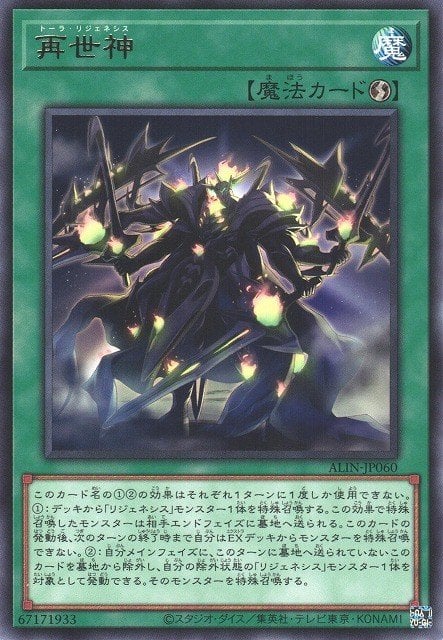 トーラ・リジェネシス
再世神
魔
まほう
【魔法カード】
ALIN-JP060
このカード名の①②の効果はそれぞれ1ターンに1度しか使用できない。
①：デッキから「リジェネシス」モンスター1体を特殊召喚する。この効果で特殊
召喚したモンスターは相手エンドフェイズに墓地へ送られる。このカードの
発動後、次のターンの終了時まで自分はEXデッキからモンスターを特殊召喚
できない。②：自分メインフェイズに、このターンに墓地へ送られていないこの
カードを墓地から除外し、自分の除外状態の「リジェネシス」モンスター1体を
対象として発動できる。そのモンスターを特殊召喚する。
67171933
©スタジオ・ダイス／集英社・テレビ東京・KONAMI